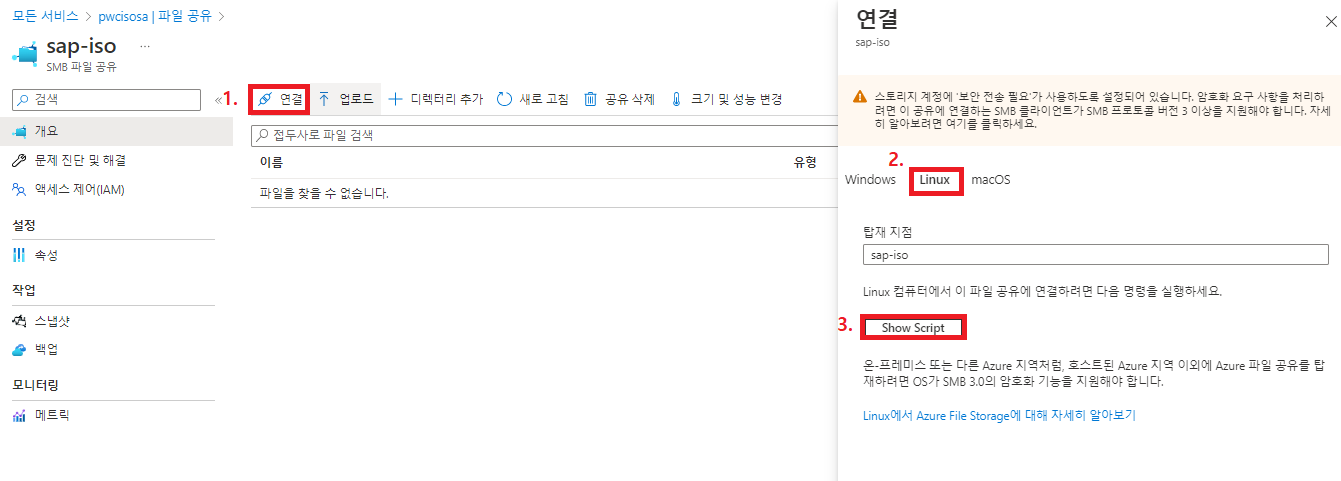 모든 서비스 > pwcisosa | 파일 공유 >
sap-iso ...
SMB 파일 공유
검색
«
개요
문제 진단 및 해결
액세스 제어(IAM)
설정
속성
작업
스냅샷
백업
모니터링
메트릭
1. 연결 업로드 디렉터리 추가 새로 고침 공유 삭제 크기 및 성능 변경
접두사로 파일 검색
이름 유형
파일을 찾을 수 없습니다.
연결
sap-iso
스토리지 계정에 '보안 전송 필요'가 사용하도록 설정되어 있습니다. 암호화 요구 사항을 처리하
려면 이 공유에 연결하는 SMB 클라이언트가 SMB 프로토콜 버전 3 이상을 지원해야 합니다. 자세
히 알아보려면 여기를 클릭하세요.
2.
Windows Linux macOS
탑재 지점
sap-iso
Linux 컴퓨터에서 이 파일 공유에 연결하려면 다음 명령을 실행하세요.
3. Show Script
온-프레미스 또는 다른 Azure 지역처럼, 호스트된 Azure 지역 이외에 Azure 파일 공유를 탑
재하려면 OS가 SMB 3.0의 암호화 기능을 지원해야 합니다.
Linux에서 Azure File Storage에 대해 자세히 알아보기